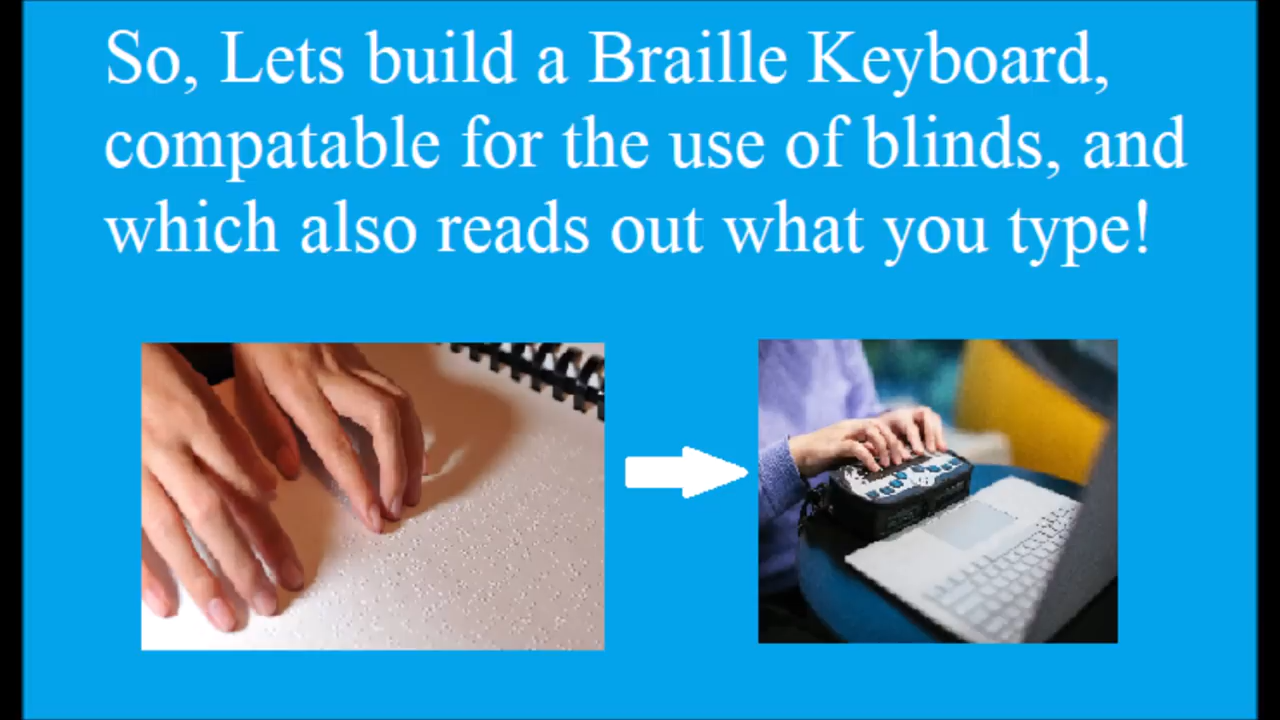 So, Lets build a Braille Keyboard,
compatable for the use of blinds, and
which also reads out what you type!